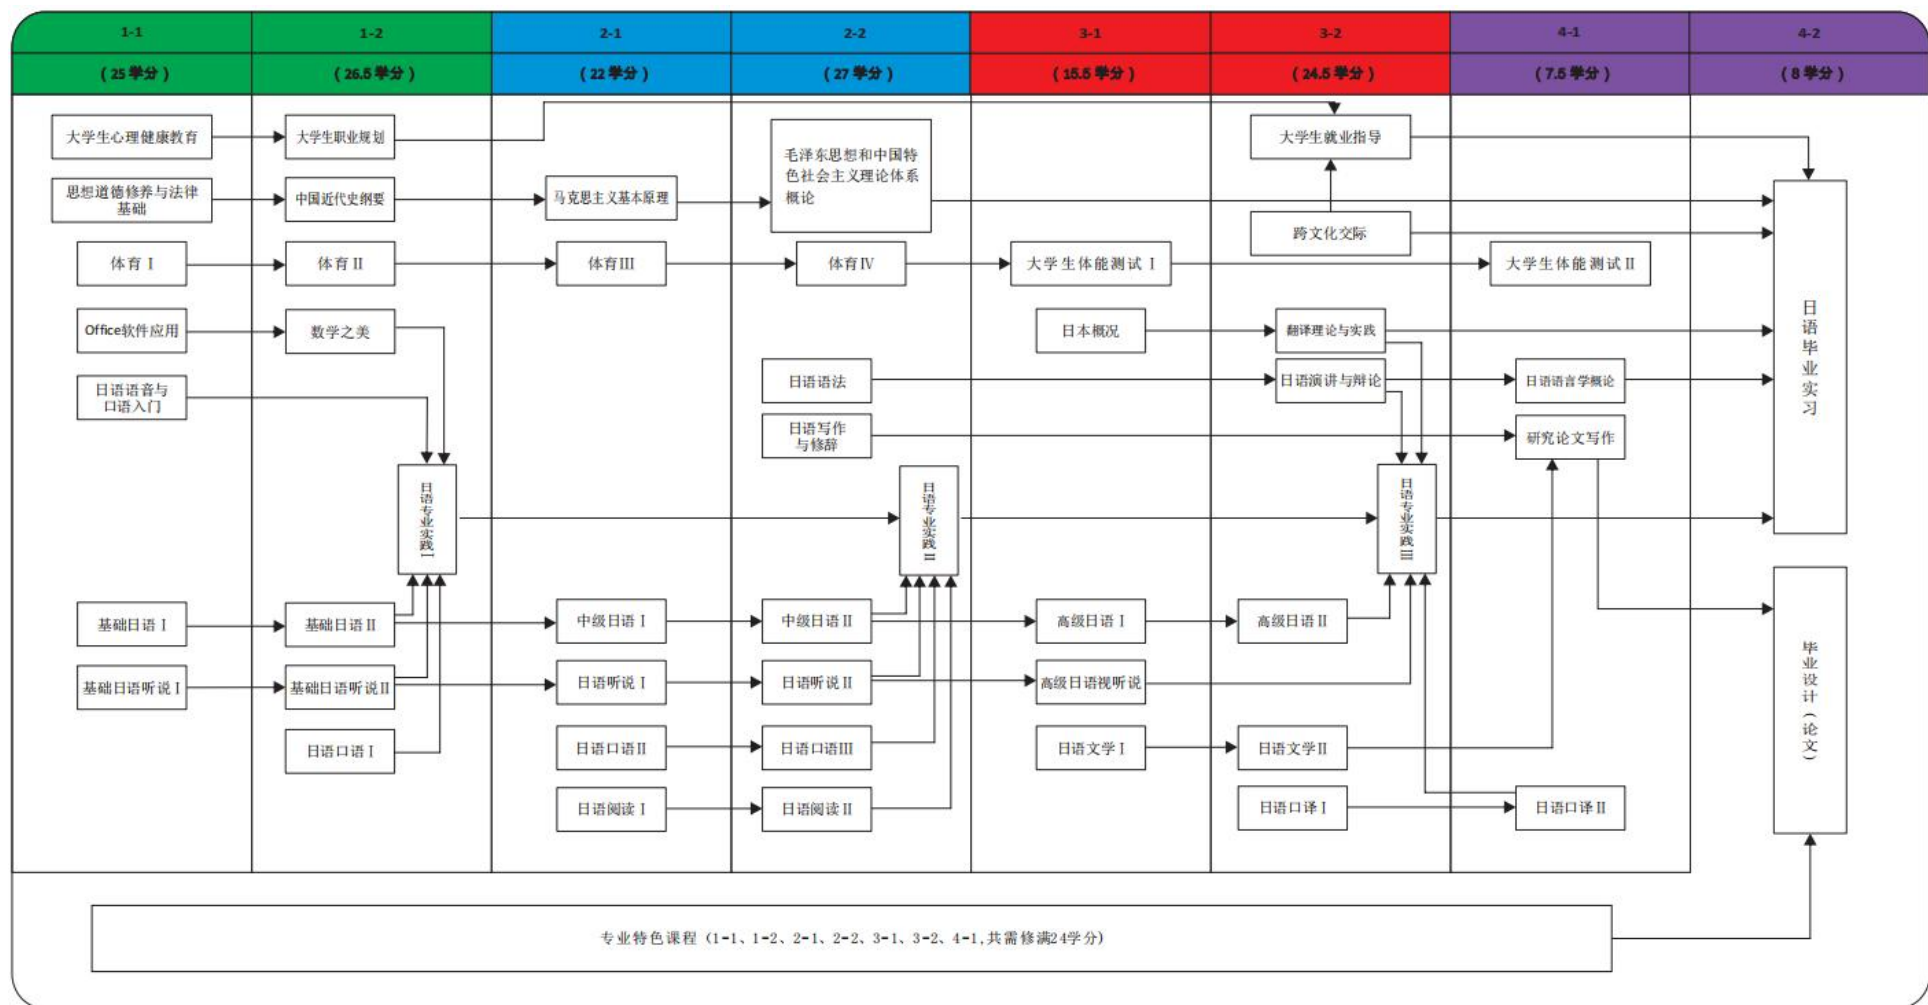 1-1
1-2
2-1
2-2
3-1
3-2
4-1
4-2
(25学分)
(26.5学分)
(22学分)
(27学分)
(15.5学分)
(24.5学分)
(7.5学分)
(8学分)
大学生心理健康教育
大学生职业规划
毛泽东思想和中国特
色社会主义理论体系
概论
大学生就业指导
思想道德修养与法律
基础
中国近代史纲要
马克思主义基本原理
跨文化交际
体育Ⅰ
体育Ⅱ
体育Ⅲ
体育Ⅳ
大学生体能测试Ⅰ
大学生体能测试Ⅱ
Office软件应用
数学之美
日本概况
翻译理论与实践
日语毕业实习
日语语音与
口语入门
日语语法
日语演讲与辩论
日语语言学概论
日语写作
与修辞
研究论文写作
日语专业实践Ⅰ
日语专业实践Ⅱ
日语专业实践Ⅲ
基础日语Ⅰ
基础日语Ⅱ
中级日语Ⅰ
中级日语Ⅱ
高级日语Ⅰ
高级日语Ⅱ
基础日语听说Ⅰ
基础日语听说Ⅱ
日语听说Ⅰ
日语听说Ⅱ
高级日语视听说
毕业设计(论文)
日语口语Ⅰ
日语口语Ⅱ
日语口语Ⅲ
日语文学Ⅰ
日语文学Ⅱ
日语阅读Ⅰ
日语阅读Ⅱ
日语口译Ⅰ
日语口译Ⅱ
专业特色课程 (1-1、1-2、2-1、2-2、3-1、3-2、4-1,共需修满24学分)